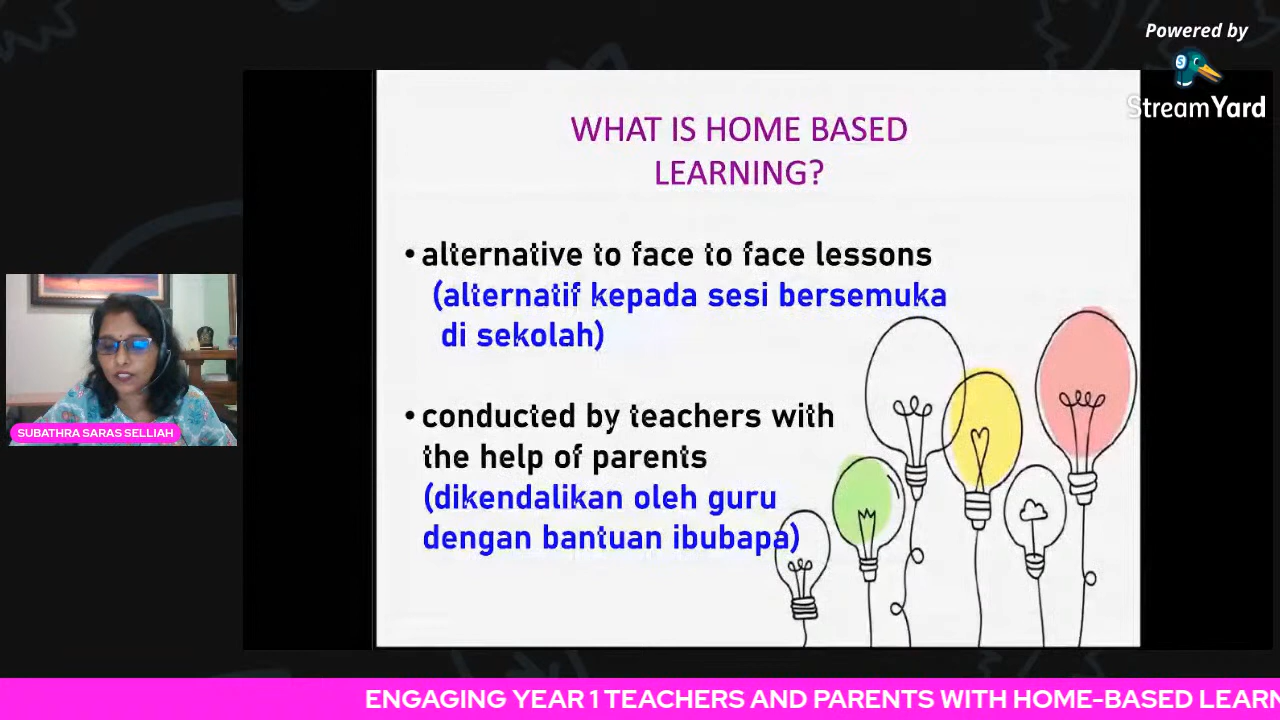 Powered by
StreamYard
WHAT IS HOME BASED
LEARNING?
• alternative to face to face lessons
(alternatif kepada sesi bersemuka
di sekolah)
• conducted by teachers with
the help of parents
(dikendalikan oleh guru
dengan bantuan ibubapa)
SUBATHRA SARAS SELLIAH
ENGAGING YEAR 1 TEACHERS AND PARENTS WITH HOME-BASED LEARN